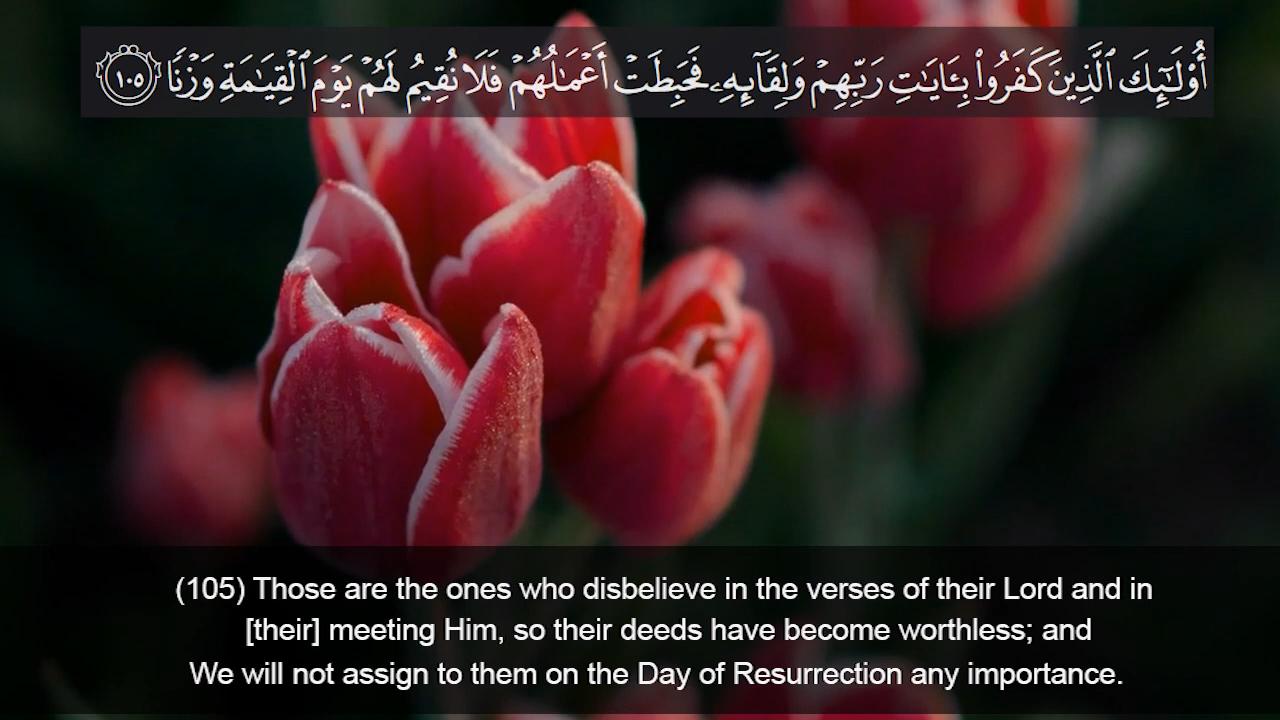 أُوْلَـٰٓئِكَ ٱلَّذِينَ كَفَرُواْ بِـَٔايَـٰتِ رَبِّهِمْ وَلِقَآئِهِۦ فَحَبِطَتْ أَعْمَـٰلُهُمْ فَلَا نُقِيمُ لَهُمْ يَوْمَ ٱلْقِيَـٰمَةِ وَزْنًا ١٠٥
(105) Those are the ones who disbelieve in the verses of their Lord and in
[their] meeting Him, so their deeds have become worthless; and
We will not assign to them on the Day of Resurrection any importance.